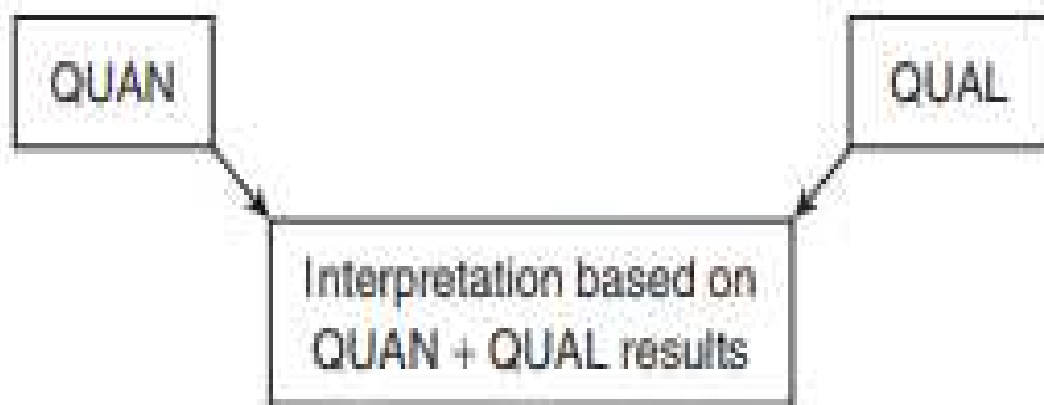 QUAN
QUAL
Interpretation based on
QUAN + QUAL results